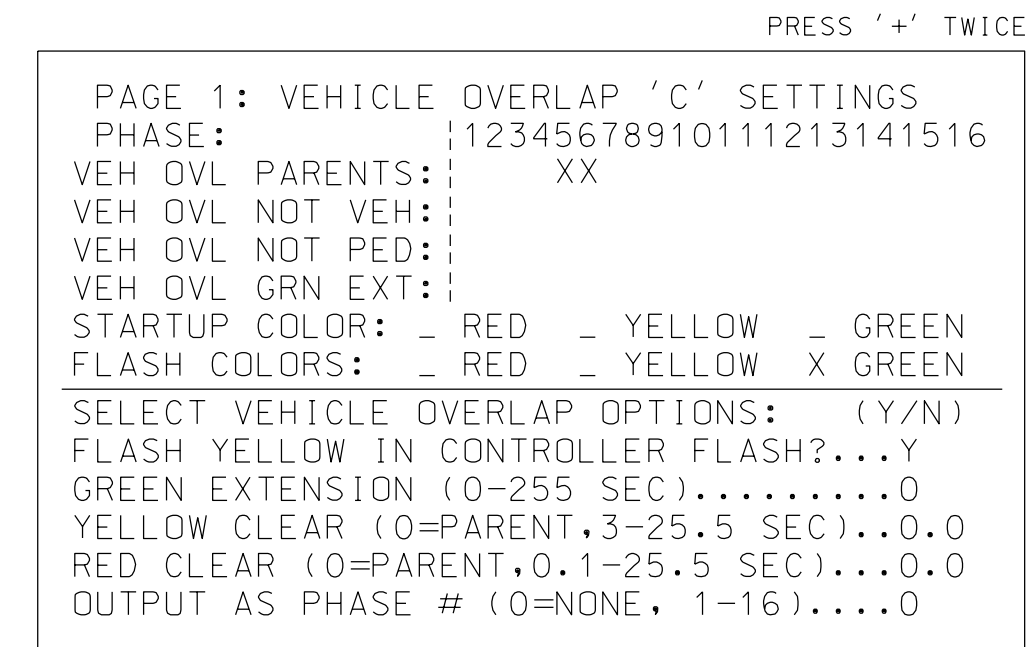 PRESS '+' TWICE
PAGE 1: VEHICLE OVERLAP 'C' SETTINGS
PHASE: |12345678910111213141516
VEH OVL PARENTS:| XX
VEH OVL NOT VEH:|
VEH OVL NOT PED:|
VEH OVL GRN EXT:|
STARTUP COLOR: _ RED _ YELLOW _ GREEN
FLASH COLORS: _ RED _ YELLOW X GREEN
SELECT VEHICLE OVERLAP OPTIONS: (Y/N)
FLASH YELLOW IN CONTROLLER FLASH?...Y
GREEN EXTENSION (0-255 SEC).........0
YELLOW CLEAR (0=PARENT,3-25.5 SEC)..0.0
RED CLEAR (0=PARENT,0.1-25.5 SEC)...0.0
OUTPUT AS PHASE # (0=NONE, 1-16)....0